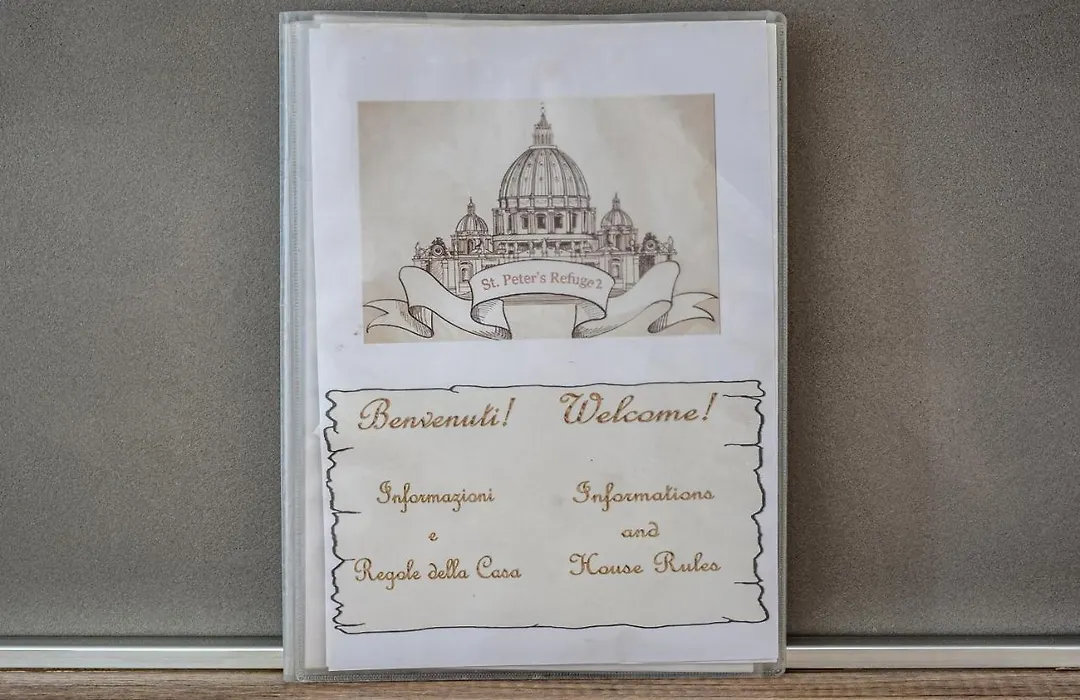 St. Peter's Refuge 2
Benvenuti!
Informazioni
e
Regole della Casa
Welcome!
Informations
and
House Rules